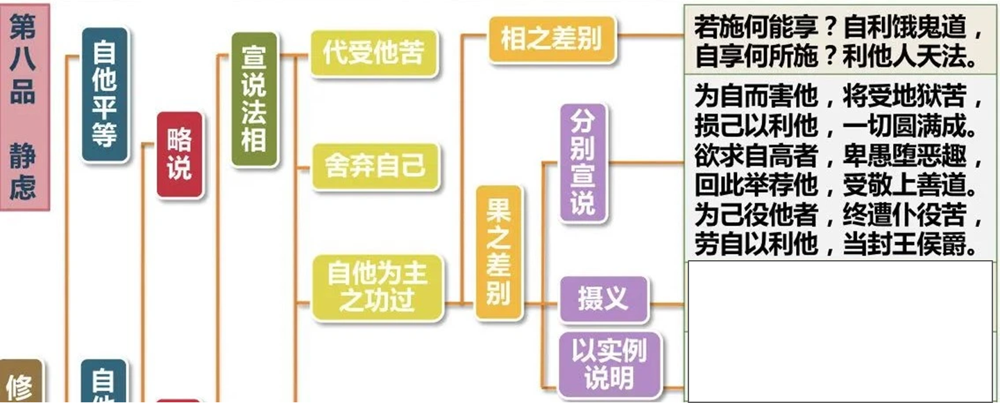 第八品 静虑
自他平等
略说
宣说法相
代受他苦
舍弃自己
自他为主
之功过
相之差别
果之差别
分别宣说
摄义
以实例
说明
若施何能享？自利饿鬼道，
自享何所施？利他人天法。
为自而害他，将受地狱苦，
损己以利他，一切圆满成。
欲求自高者，卑愚堕恶趣，
回此举荐他，受敬上善道。
为己役他者，终遭仆役苦，
劳自以利他，当封王侯爵。
修
自